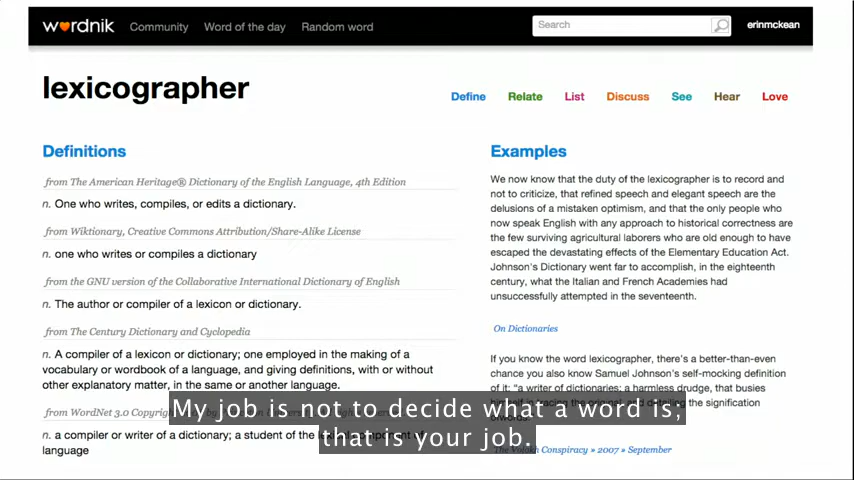 wordnik Community Word of the day Random word Search erinmckean
lexicographer
Define Relate List Discuss See Hear Love
Definitions
from The American Heritage® Dictionary of the English Language, 4th Edition
n. One who writes, compiles, or edits a dictionary.
from Wiktionary, Creative Commons Attribution/Share-Alike License
n. one who writes or compiles a dictionary
from the GNU version of the Collaborative International Dictionary of English
n. The author or compiler of a lexicon or dictionary.
from The Century Dictionary and Cyclopedia
n. A compiler of a lexicon or dictionary; one employed in the making of a
vocabulary or wordbook of a language, and giving definitions, with or without
other explanatory matter, in the same or another language.
from WordNet 3.0
n. a compiler or writer of a dictionary; a student of the
language
Examples
We now know that the duty of the lexicographer is to record and
not to criticize, that refined speech and elegant speech are the
delusions of a mistaken optimism, and that the only people who
now speak English with any approach to historical correctness are
the few surviving agricultural laborers who are old enough to have
escaped the devastating effects of the Elementary Education Act.
Johnson's Dictionary went far to accomplish, in the eighteenth
century, what the Italian and French Academies had
unsuccessfully attempted in the seventeenth.
On Dictionaries
If you know the word lexicographer, there's a better-than-even
chance you also know Samuel Johnson's self-mocking definition
of it: "a writer of dictionaries; a harmless drudge, that busies
the signification
The Volokh Conspiracy » 2007 » September
My job is not to decide what a word is;
that is your job.